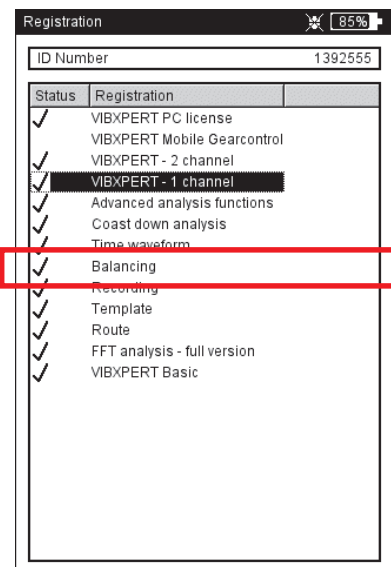 Registration 85%
ID Number 1392555
Status Registration
VIBXPERT PC license
VIBXPERT Mobile Gearcontrol
VIBXPERT - 2 channel
VIBXPERT - 1 channel
Advanced analysis functions
Coast down analysis
Time waveform
Balancing
Recording
Template
Route
FFT analysis - full version
VIBXPERT Basic